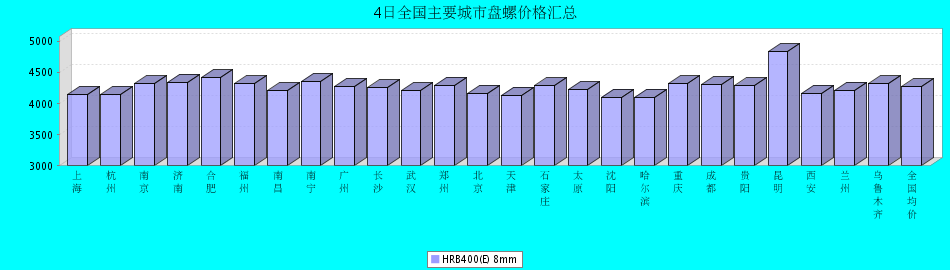 4日全国主要城市盘螺价格汇总
5000
4500
4000
3500
3000
上海
杭州
南京
济南
合肥
福州
南昌
南宁
广州
长沙
武汉
郑州
北京
天津
石家庄
太原
沈阳
哈尔滨
重庆
成都
贵阳
昆明
西安
兰州
乌鲁木齐
全国均价
HRB400(E) 8mm